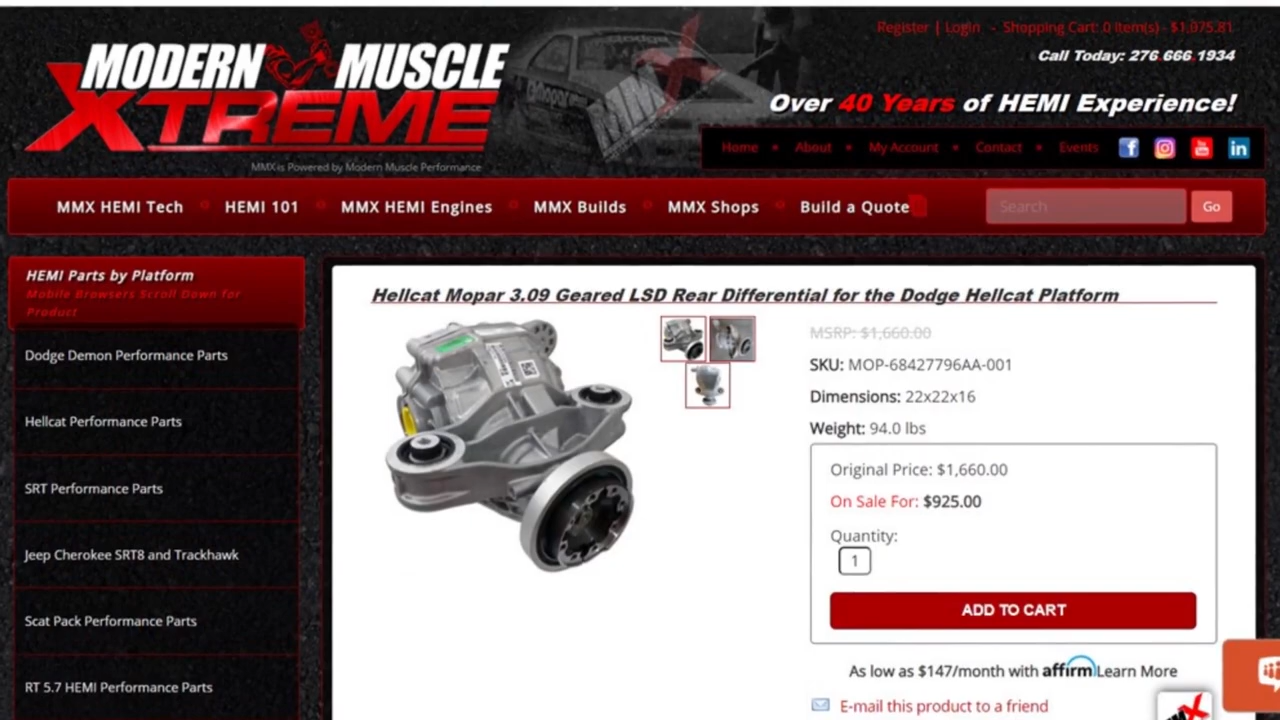 Register | Login - Shopping Cart: 0 item(s) - $1,075.81
MODERN MUSCLE
XTREME
Call Today: 276.666.1934
Over 40 Years of HEMI Experience!
MMX is Powered by Modern Muscle Performance
Home About My Account Contact Events
MMX HEMI Tech HEMI 101 MMX HEMI Engines MMX Builds MMX Shops Build a Quote Search Go
HEMI Parts by Platform
Mobile Browsers Scroll Down for
Product
Dodge Demon Performance Parts
Hellcat Performance Parts
SRT Performance Parts
Jeep Cherokee SRT8 and Trackhawk
Scat Pack Performance Parts
RT 5.7 HEMI Performance Parts
Hellcat Mopar 3.09 Geared LSD Rear Differential for the Dodge Hellcat Platform
MSRP: $1,660.00
SKU: MOP-68427796AA-001
Dimensions: 22x22x16
Weight: 94.0 lbs
Original Price: $1,660.00
On Sale For: $925.00
Quantity:
1
ADD TO CART
As low as $147/month with affirm Learn More
E-mail this product to a friend